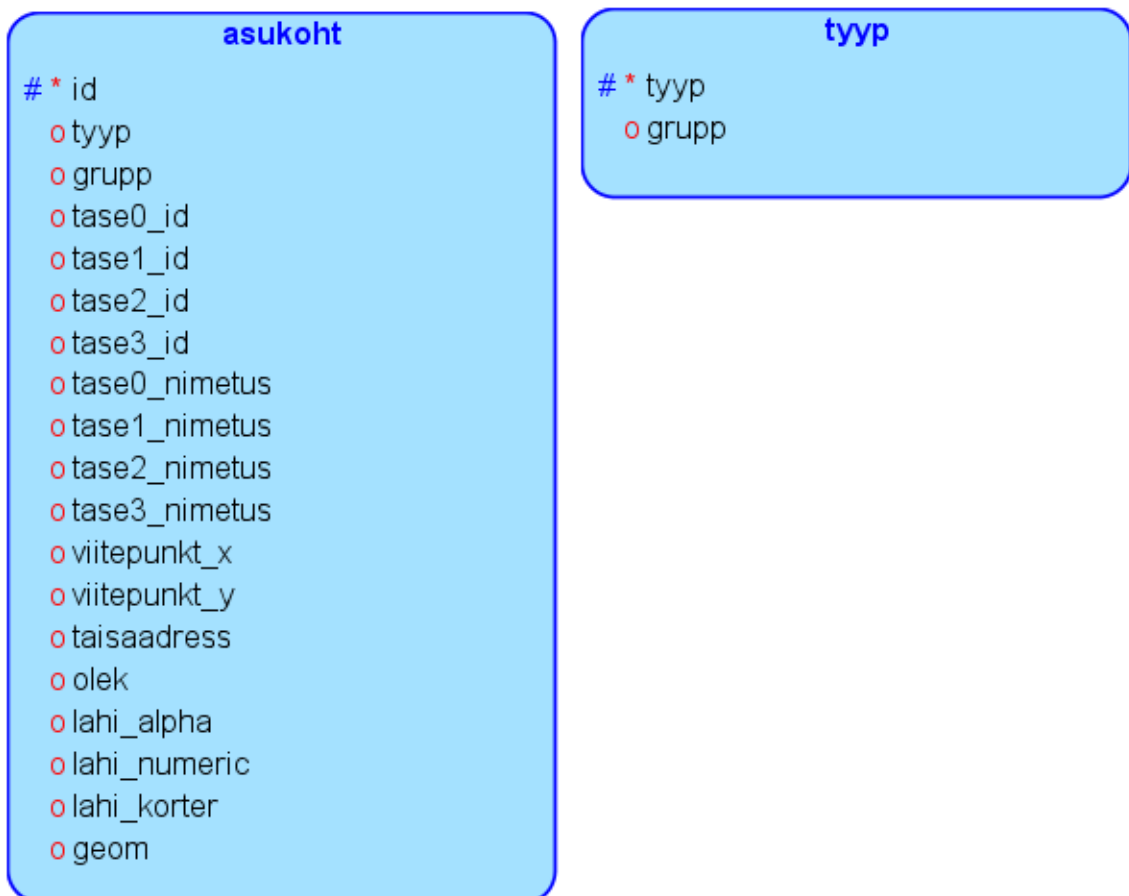 asukoht
# * id
o tyyp
o grupp
o tase0_id
o tase1_id
o tase2_id
o tase3_id
o tase0_nimetus
o tase1_nimetus
o tase2_nimetus
o tase3_nimetus
o viitepunkt_x
o viitepunkt_y
o taisaadress
o olek
o lahi_alpha
o lahi_numeric
o lahi_korter
o geom
tyyp
# * tyyp
o grupp